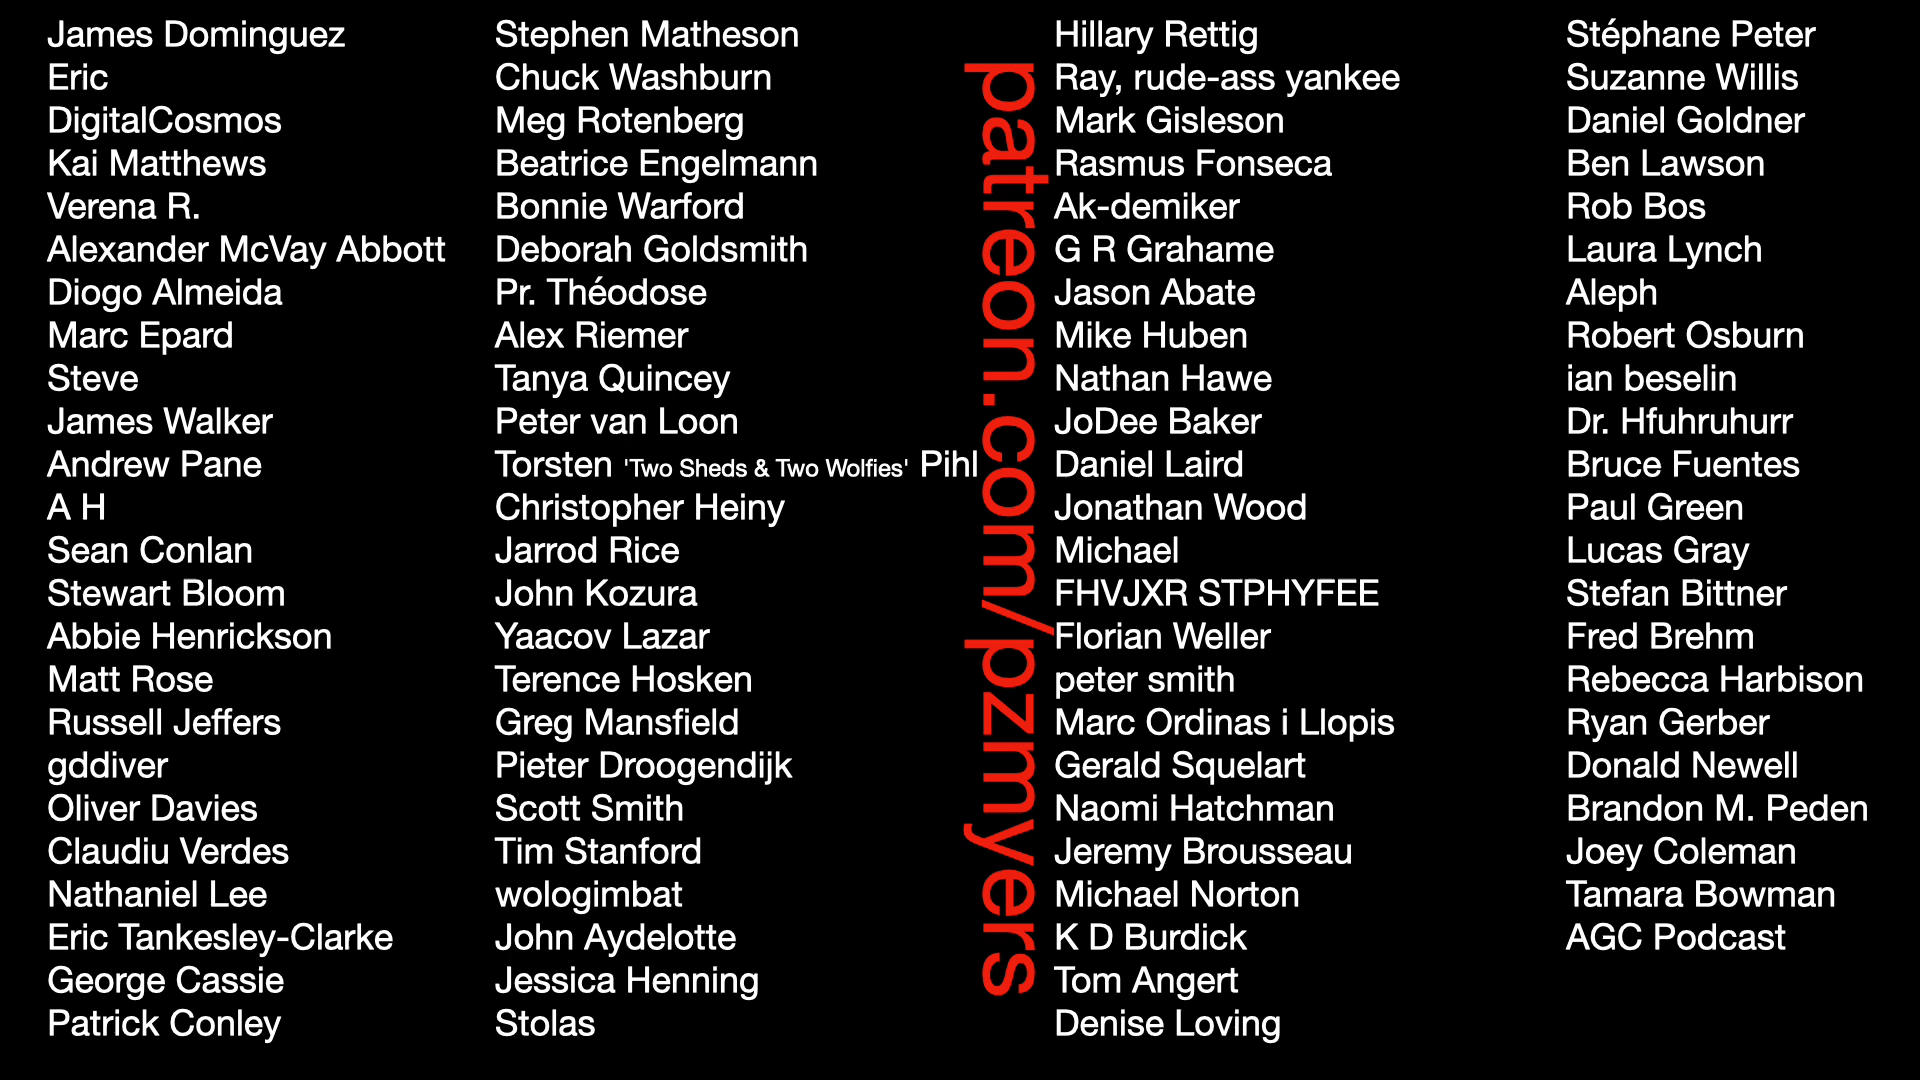 James Dominguez
Eric
DigitalCosmos
Kai Matthews
Verena R.
Alexander McVay Abbott
Diogo Almeida
Marc Epard
Steve
James Walker
Andrew Pane
A H
Sean Conlan
Stewart Bloom
Abbie Henrickson
Matt Rose
Russell Jeffers
gddiver
Oliver Davies
Claudiu Verdes
Nathaniel Lee
Eric Tankesley-Clarke
George Cassie
Patrick Conley
Stephen Matheson
Chuck Washburn
Meg Rotenberg
Beatrice Engelmann
Bonnie Warford
Deborah Goldsmith
Pr. Théodose
Alex Riemer
Tanya Quincey
Peter van Loon
Torsten 'Two Sheds & Two Wolfies' Pihl
Christopher Heiny
Jarrod Rice
John Kozura
Yaacov Lazar
Terence Hosken
Greg Mansfield
Pieter Droogendijk
Scott Smith
Tim Stanford
wologimbat
John Aydelotte
Jessica Henning
Stolas
patreon.com/pzmyers
Hillary Rettig
Ray, rude-ass yankee
Mark Gisleson
Rasmus Fonseca
Ak-demiker
G R Grahame
Jason Abate
Mike Huben
Nathan Hawe
JoDee Baker
Daniel Laird
Jonathan Wood
Michael
FHVJXR STPHYFEE
Florian Weller
peter smith
Marc Ordinas i Llopis
Gerald Squelart
Naomi Hatchman
Jeremy Brousseau
Michael Norton
K D Burdick
Tom Angert
Denise Loving
Stéphane Peter
Suzanne Willis
Daniel Goldner
Ben Lawson
Rob Bos
Laura Lynch
Aleph
Robert Osburn
ian beselin
Dr. Hfuhruhurr
Bruce Fuentes
Paul Green
Lucas Gray
Stefan Bittner
Fred Brehm
Rebecca Harbison
Ryan Gerber
Donald Newell
Brandon M. Peden
Joey Coleman
Tamara Bowman
AGC Podcast